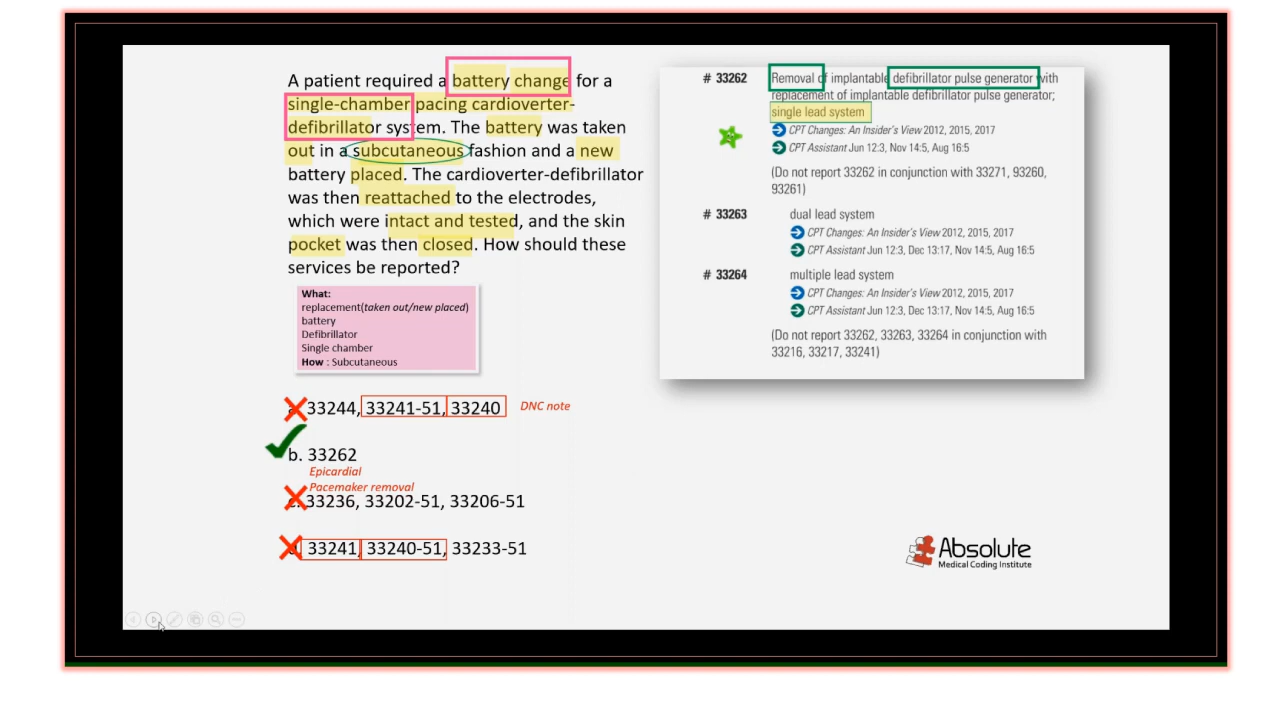 A patient required a battery change for a
single-chamber pacing cardioverter-
defibrillator system. The battery was taken
out in a subcutaneous fashion and a new
battery placed. The cardioverter-defibrillator
was then reattached to the electrodes,
which were intact and tested, and the skin
pocket was then closed. How should these
services be reported?
What:
replacement(taken out/new placed)
battery
Defibrillator
Single chamber
How : Subcutaneous
33244, 33241-51, 33240 DNC note
b. 33262
Epicardial
Pacemaker removal
c. 33236, 33202-51, 33206-51
33241, 33240-51, 33233-51
# 33262 Removal of implantable defibrillator pulse generator with
replacement of implantable defibrillator pulse generator;
single lead system
CPT Changes: An Insider's View 2012, 2015, 2017
CPT Assistant Jun 12:3, Nov 14:5, Aug 16:5
(Do not report 33262 in conjunction with 33271, 93260,
93261)
# 33263 dual lead system
CPT Changes: An Insider's View 2012, 2015, 2017
CPT Assistant Jun 12:3, Dec 13:17, Nov 14:5, Aug 16:5
# 33264 multiple lead system
CPT Changes: An Insider's View 2012, 2015, 2017
CPT Assistant Jun 12:3, Dec 13:17, Nov 14:5, Aug 16:5
(Do not report 33262, 33263, 33264 in conjunction with
33216, 33217, 33241)
Absolute
Medical Coding Institute